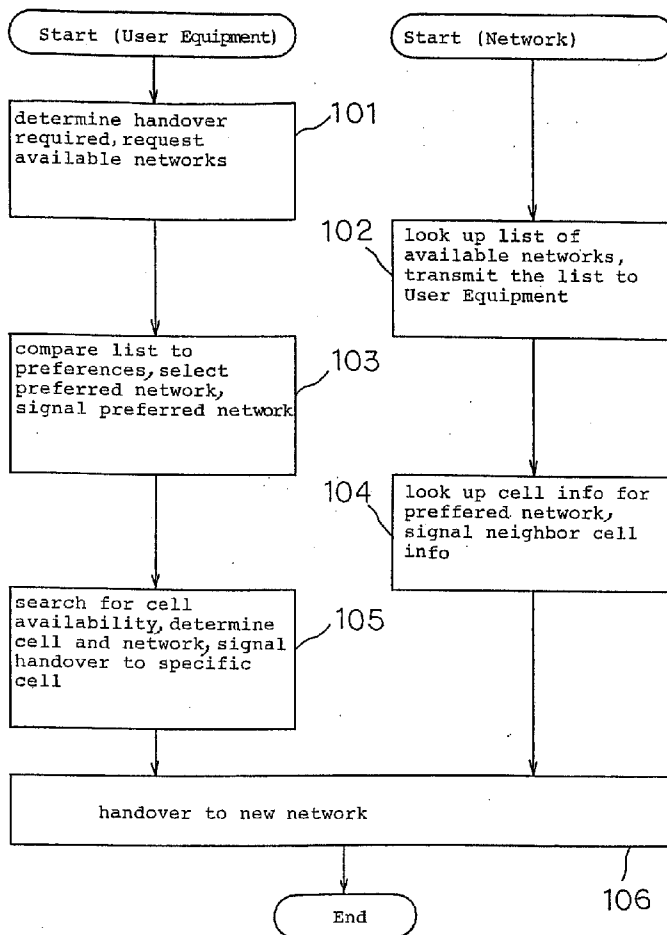 Start (User Equipment)
Start (Network)
determine handover
required, request
available networks
101
102
look up list of
available networks,
transmit the list to
User Equipment
compare list to
preferences, select
preferred network,
signal preferred network
103
104
look up cell info for
preffered network,
signal neighbor cell
info
search for cell
availability, determine
cell and network, signal
handover to specific
cell
105
handover to new network
106
End